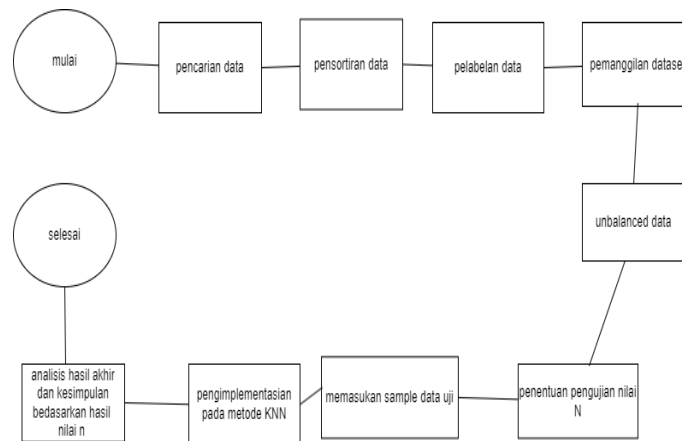 mulai
pencarian data
pensortiran data
pelabelan data
pemanggilan datase
unbalanced data
penentuan pengujian nilai
N
memasukan sample data uji
pengimplementasian
pada metode KNN
analisis hasil akhir
dan kesimpulan
bedasarkan hasil
nilai n
selesai